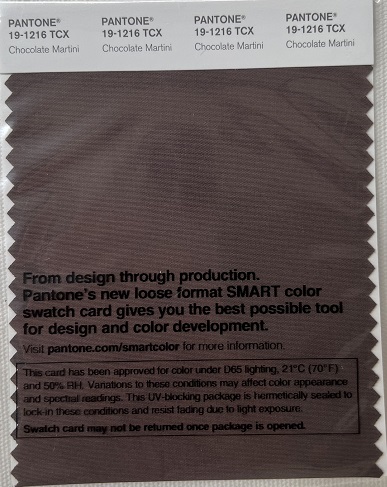 PANTONE® PANTONE® PANTONE® PANTONE®
19-1216 TCX 19-1216 TCX 19-1216 TCX 19-1216 TCX
Chocolate Martini Chocolate Martini Chocolate Martini Chocolate Martini
From design through production.
Pantone's new loose format SMART color
swatch card gives you the best possible tool
for design and color development.
Visit pantone.com/smartcolor for more information.
This card has been approved for color under D65 lighting, 21°C (70°F)
and 50% RH. Variations to these conditions may affect color appearance
and spectral readings. This UV-blocking package is hermetically sealed to
lock-in these conditions and resist fading due to light exposure.
Swatch card may not be returned once package is opened.